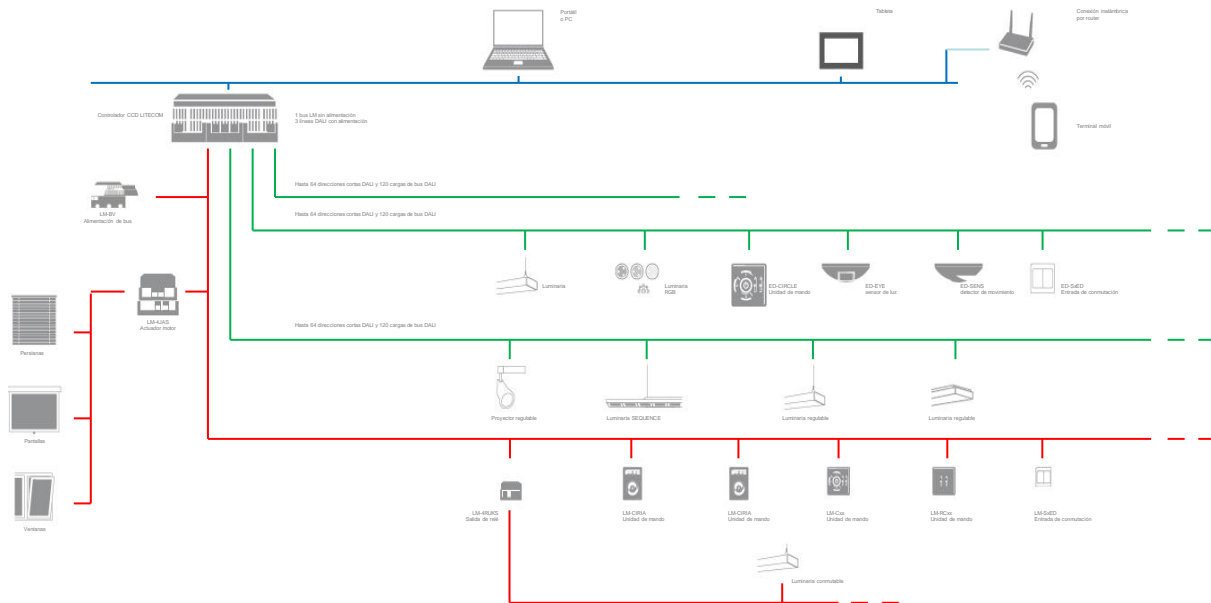 Portátil
o PC
Tableta
Conexión inalámbrica
por router
Controlador CCD LITECOM
1 bus LM sin alimentación
3 líneas DALI con alimentación
Terminal móvil
Hasta 64 direcciones cortas DALI y 120 cargas de bus DALI
LM-BV
Alimentación de bus
Hasta 64 direcciones cortas DALI y 120 cargas de bus DALI
Luminaria
Luminaria
RGB
ED-CIRCLE
Unidad de mando
ED-EYE
sensor de luz
ED-SENS
detector de movimiento
ED-SxED
Entrada de conmutación
LM-4JAS
Actuador motor
Hasta 64 direcciones cortas DALI y 120 cargas de bus DALI
Persianas
Proyector regulable
Luminaria SEQUENCE
Luminaria regulable
Luminaria regulable
Pantallas
LM-4RUKS
Salida de relé
LM-CIRIA
Unidad de mando
LM-CIRIA
Unidad de mando
LM-Cxx
Unidad de mando
LM-RCxx
Unidad de mando
LM-SxED
Entrada de conmutación
Ventanas
Luminaria conmutable